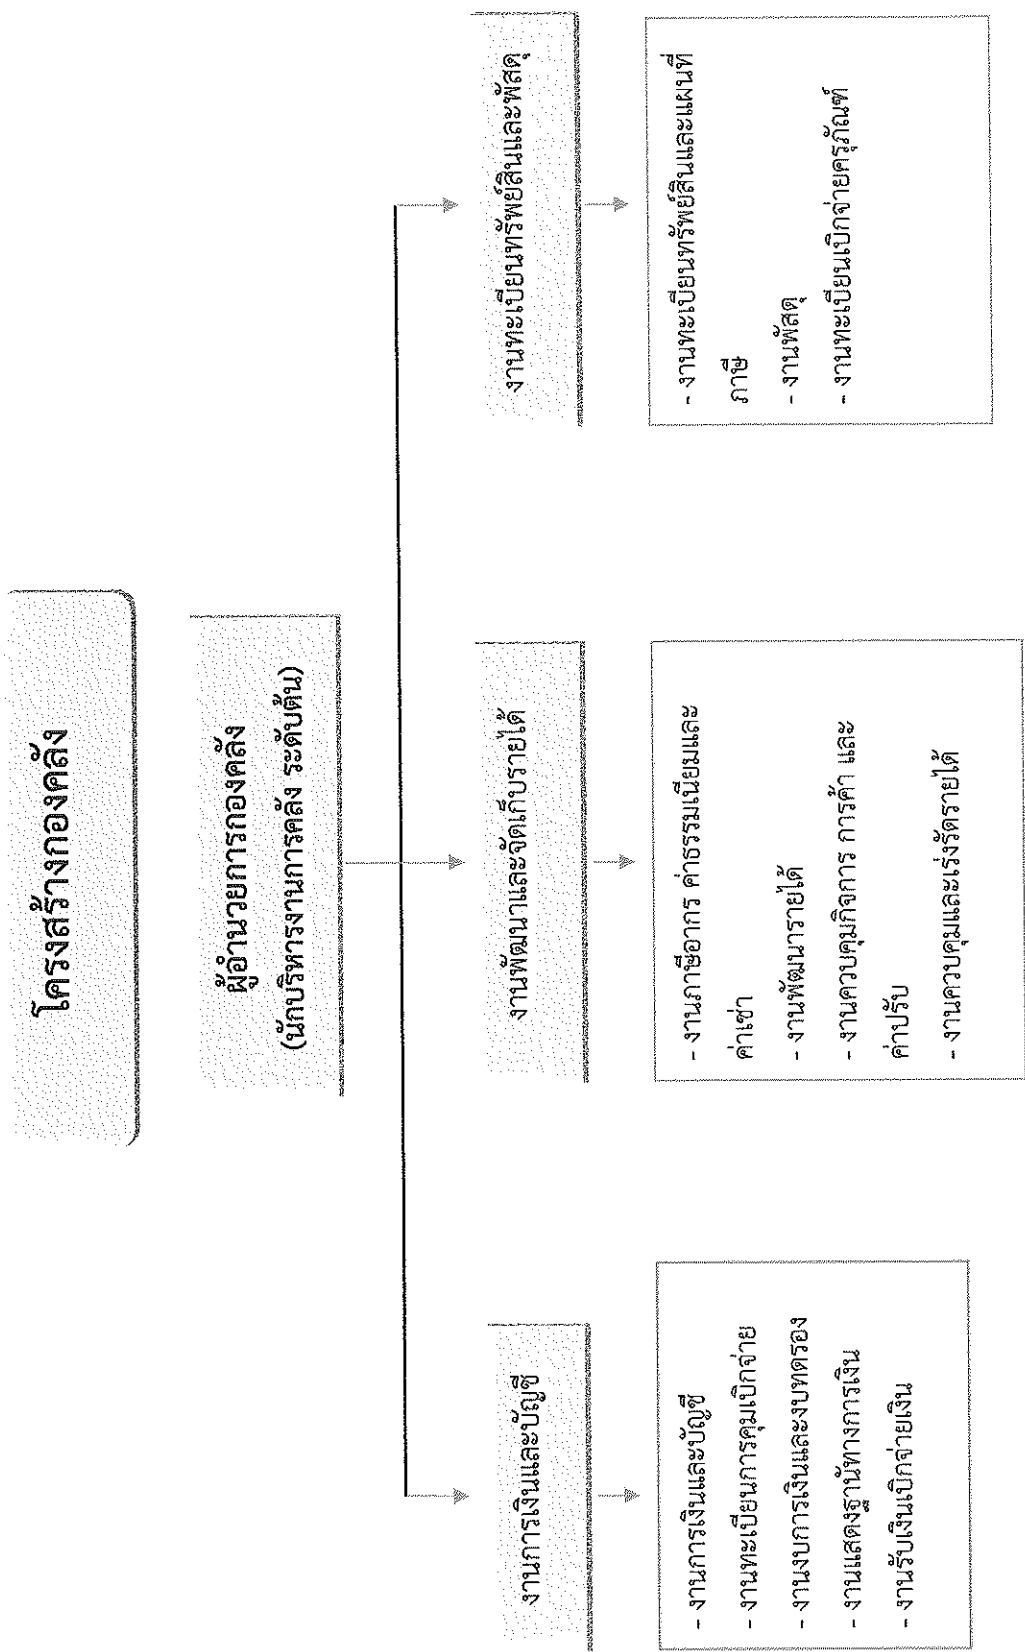 โครงสร้างกองคลัง
ผู้อำนวยการกองคลัง
(นักบริหารงานการคลัง ระดับต้น)
งานการเงินและบัญชี
- งานการเงินและบัญชี
- งานทะเบียนการคุมเบิกจ่าย
- งานงบการเงินและงบทดรอง
- งานแสดงฐานัทางการเงิน
- งานรับเงินเบิกจ่ายเงิน
งานพัฒนาและจัดเก็บรายได้
- งานภาษีอากร ค่าธรรมเนียมและ
ค่าเช่า
- งานพัฒนารายได้
- งานควบคุมกิจการ การค้า และ
ค่าปรับ
- งานควบคุมและเร่งรัดรายได้
งานทะเบียนทรัพย์สินและพัสดุ
- งานทะเบียนทรัพย์สินและแผนที่
ภาษี
- งานพัสดุ
- งานทะเบียนเบิกจ่ายครุภัณฑ์